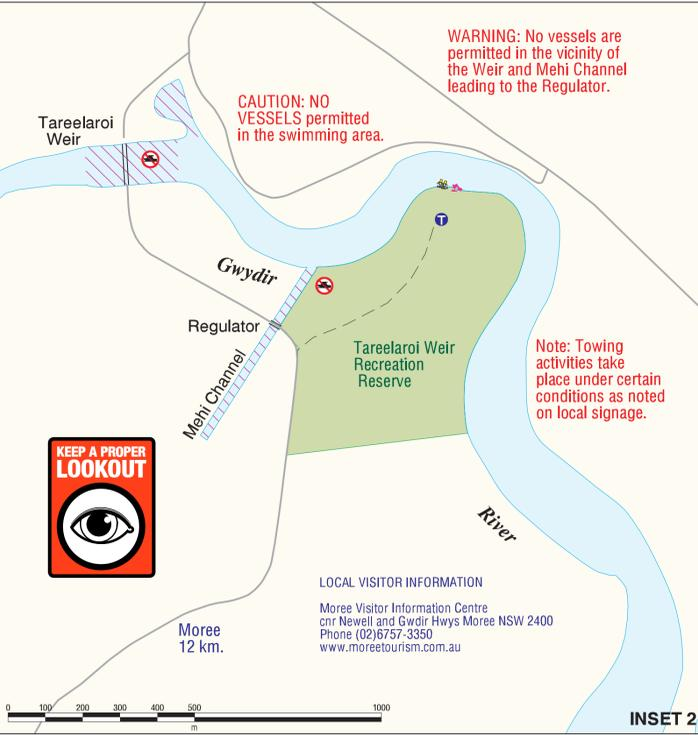 WARNING: No vessels are
permitted in the vicinity of
the Weir and Mehi Channel
leading to the Regulator.
CAUTION: NO
VESSELS permitted
in the swimming area.
Tareelaroi
Weir
T
Gwydir
Regulator
Mehi Channel
Tareelaroi Weir
Recreation
Reserve
Note: Towing
activities take
place under certain
conditions as noted
on local signage.
KEEP A PROPER
LOOKOUT
River
LOCAL VISITOR INFORMATION
Moree Visitor Information Centre
cnr Newell and Gwdir Hwys Moree NSW 2400
Phone (02)6757-3350
www.moreetourism.com.au
Moree
12 km.
0 100 200 300 400 500 1000
m
INSET 2